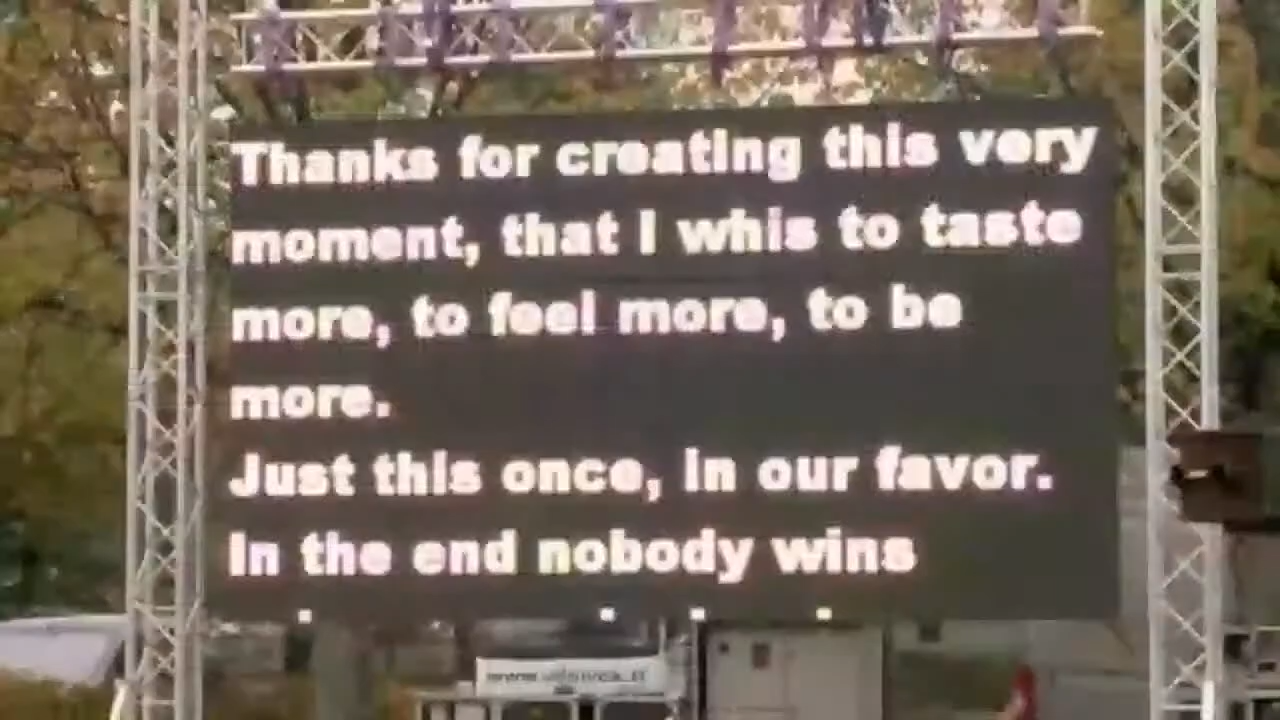 Thanks for creating this very
moment, that I whis to taste
more, to feel more, to be
more.
Just this once, in our favor.
In the end nobody wins